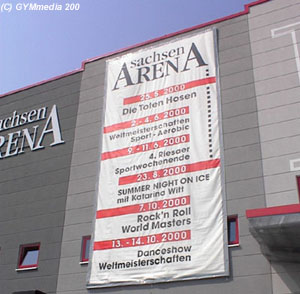 (C) GYMmedia 200
sachsen
ARENA
sachsen
ARENA
25.5.2000
Die Toten Hosen
2. - 4.6.2000
Weltmeisterschaften
Sport - Aerobic
9. - 11.6.2000
4. Riesaer
Sportwochenende
23.8.2000
SUMMER NIGHT ON ICE
mit Katarina Witt
7.10.2000
Rock'n Roll
World Masters
13. - 14.10.2000
Danceshow
Weltmeisterschaften